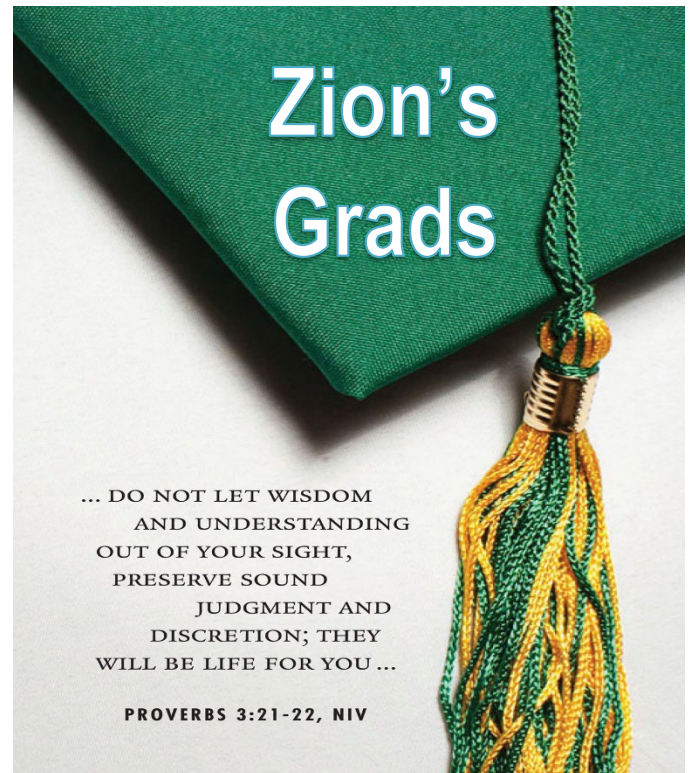 Zion's
Grads
... DO NOT LET WISDOM
AND UNDERSTANDING
OUT OF YOUR SIGHT,
PRESERVE SOUND
JUDGMENT AND
DISCRETION; THEY
WILL BE LIFE FOR YOU ...
PROVERBS 3:21-22, NIV